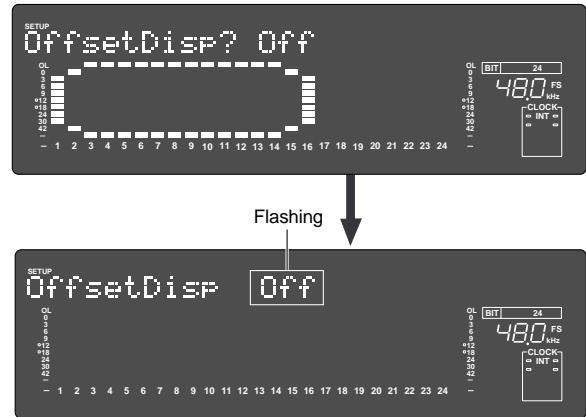 SETUP
OffsetDisp? Off
OL
0
3
6
9
12
18
24
30
42
–
OL
0
3
6
9
12
18
24
30
42
–
BIT 24
48.0 FS
kHz
CLOCK
INT
– 1 2 3 4 5 6 7 8 9 10 11 12 13 14 15 16 17 18 19 20 21 22 23 24 –
Flashing
SETUP
OffsetDisp Off
OL
0
3
6
9
12
18
24
30
42
–
OL
0
3
6
9
12
18
24
30
42
–
BIT 24
48.0 FS
kHz
CLOCK
INT
– 1 2 3 4 5 6 7 8 9 10 11 12 13 14 15 16 17 18 19 20 21 22 23 24 –